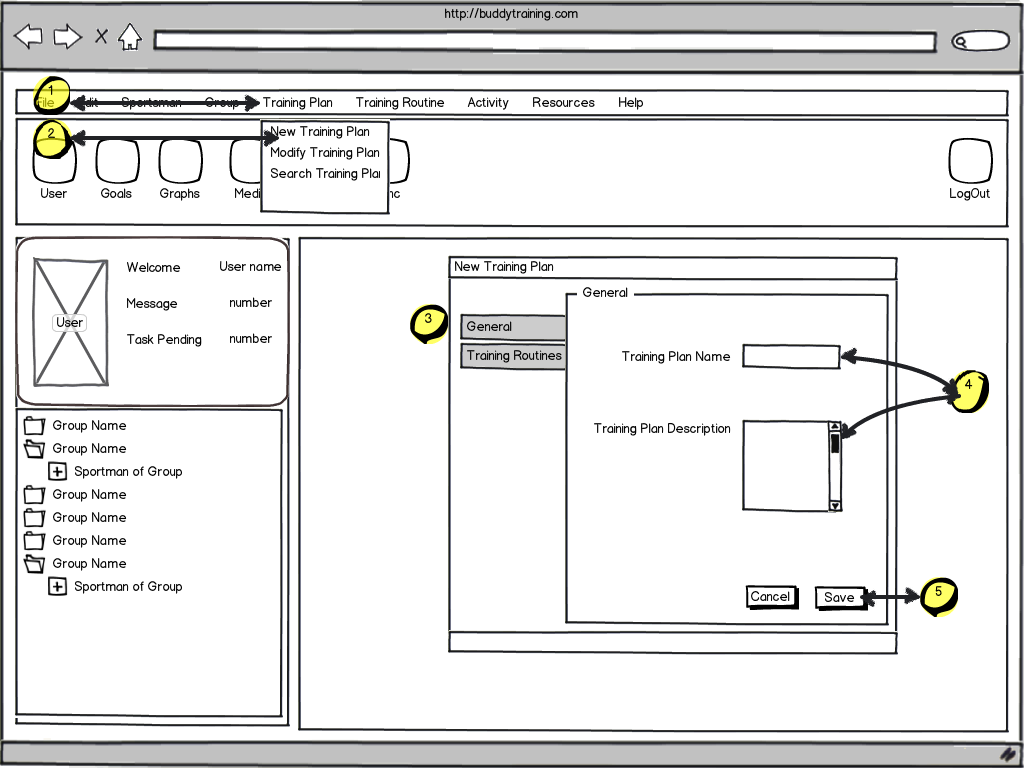 http://buddytraining.com
X
1
File Edit Sportsman Group Training Plan Training Routine Activity Resources Help
2
New Training Plan
Modify Training Plan
Search Training Plan
User Goals Graphs Medi nc LogOut
Welcome User name
Message number
User
Task Pending number
New Training Plan
General
3
General
Training Routines
Training Plan Name
4
Training Plan Description
Group Name
Group Name
Sportman of Group
Group Name
Group Name
Group Name
Group Name
Sportman of Group
Cancel Save
5